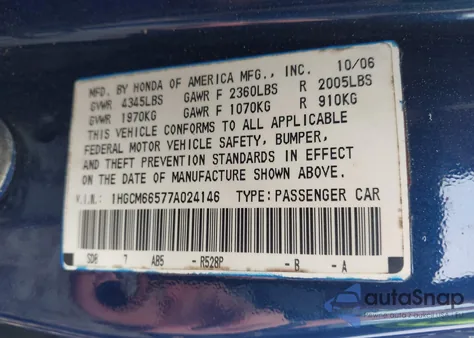 MFD. BY HONDA OF AMERICA MFG., INC. 10/06
GVWR 4345LBS GAWR F 2360LBS R 2005LBS
GVWR 1970KG GAWR F 1070KG R 910KG
THIS VEHICLE CONFORMS TO ALL APPLICABLE
FEDERAL MOTOR VEHICLE SAFETY, BUMPER,
AND THEFT PREVENTION STANDARDS IN EFFECT
ON THE DATE OF MANUFACTURE SHOWN ABOVE.
V.I.N.: 1HGCM66577A024146 TYPE: PASSENGER CAR
SD8 7 AB5 - R528P - B - A
autoSnap